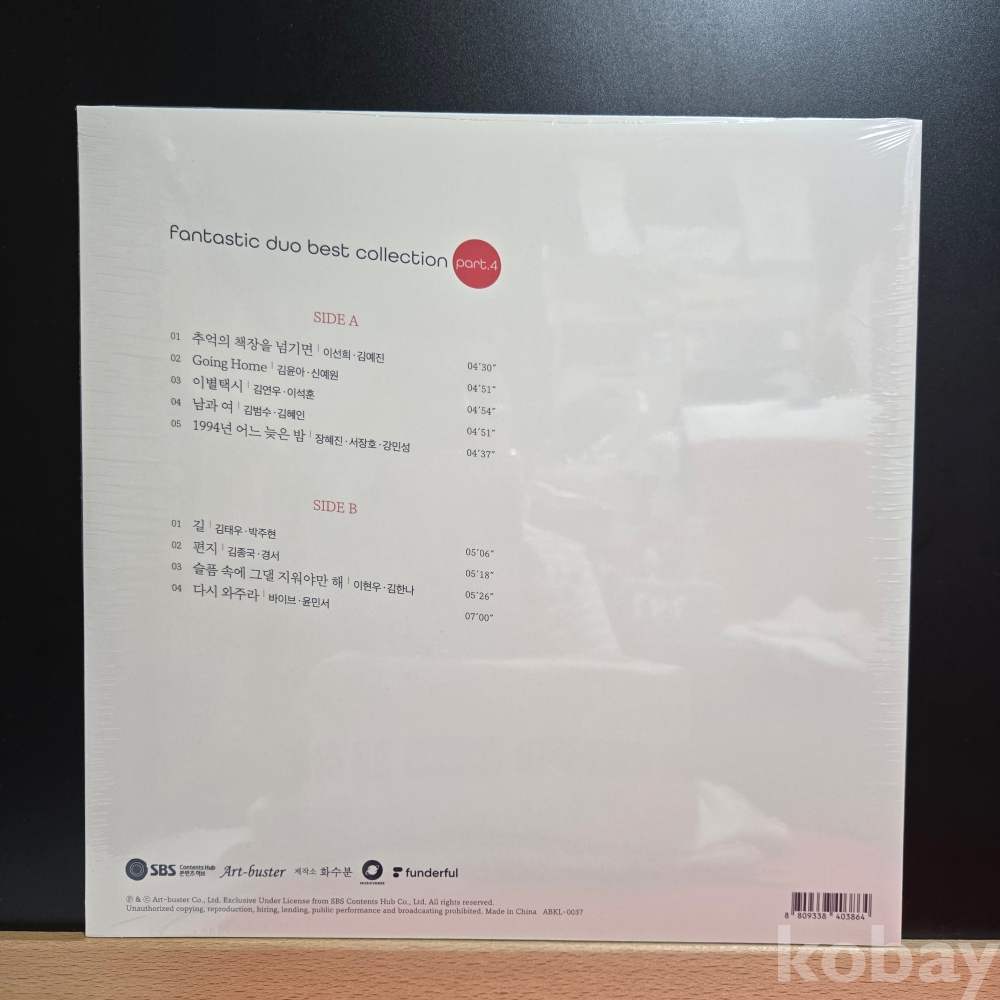 fantastic duo best collection part.4
SIDE A
01 추억의 책장을 넘기면 | 이선희·김예진 04'30"
02 Going Home | 김윤아·신예원 04'51"
03 이별택시 | 김연우·이석훈 04'54"
04 남과 여 | 김범수·김혜인 04'51"
05 1994년 어느 늦은 밤 | 장혜진·서장호·강민성 04'37"
SIDE B
01 길 | 김태우·박주현 05'06"
02 편지 | 김종국·경서 05'18"
03 슬픔 속에 그댈 지워야만 해 | 이현우·김한나 05'26"
04 다시 와주라 | 바이브·윤민서 07'00"
SBS Contents Hub 콘텐츠허브 Art-buster 제작소 화수분 funderful
℗ & © Art-buster Co., Ltd. Exclusive Under License from SBS Contents Hub Co., Ltd. All rights reserved.
Unauthorized copying, reproduction, hiring, lending, public performance and broadcasting prohibited. Made in China ABKL-0037
8 809338 403864
kobay